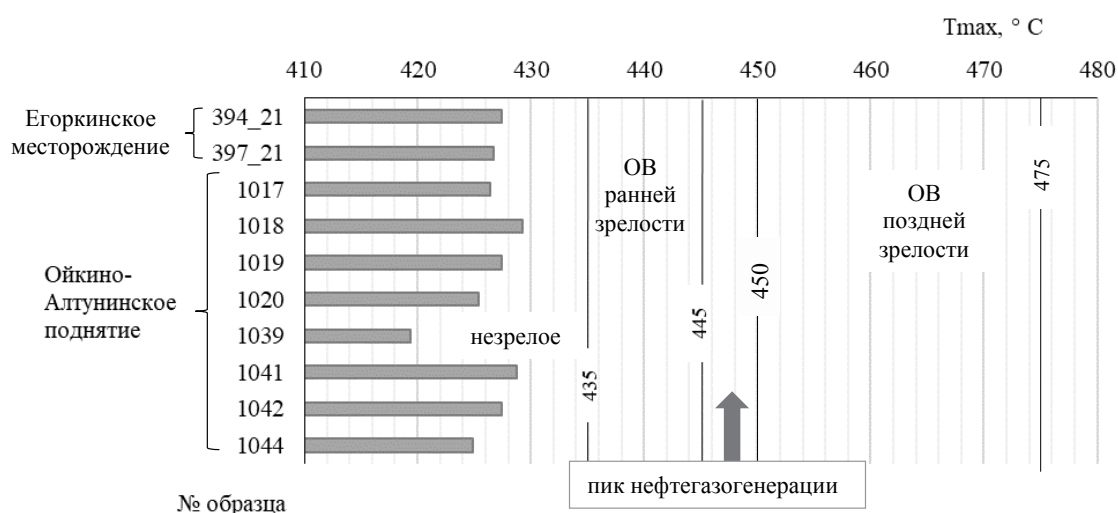 Tmax, ° C
410 420 430 440 450 460 470 480
Егоркинское
месторождение
394_21
397_21
1017
1018
1019
1020
1039
1041
1042
1044
Ойкино-
Алтунинское
поднятие
незрелое
435
ОВ
ранней
зрелости
445
450
ОВ
поздней
зрелости
475
пик нефтегазогенерации
№ образца